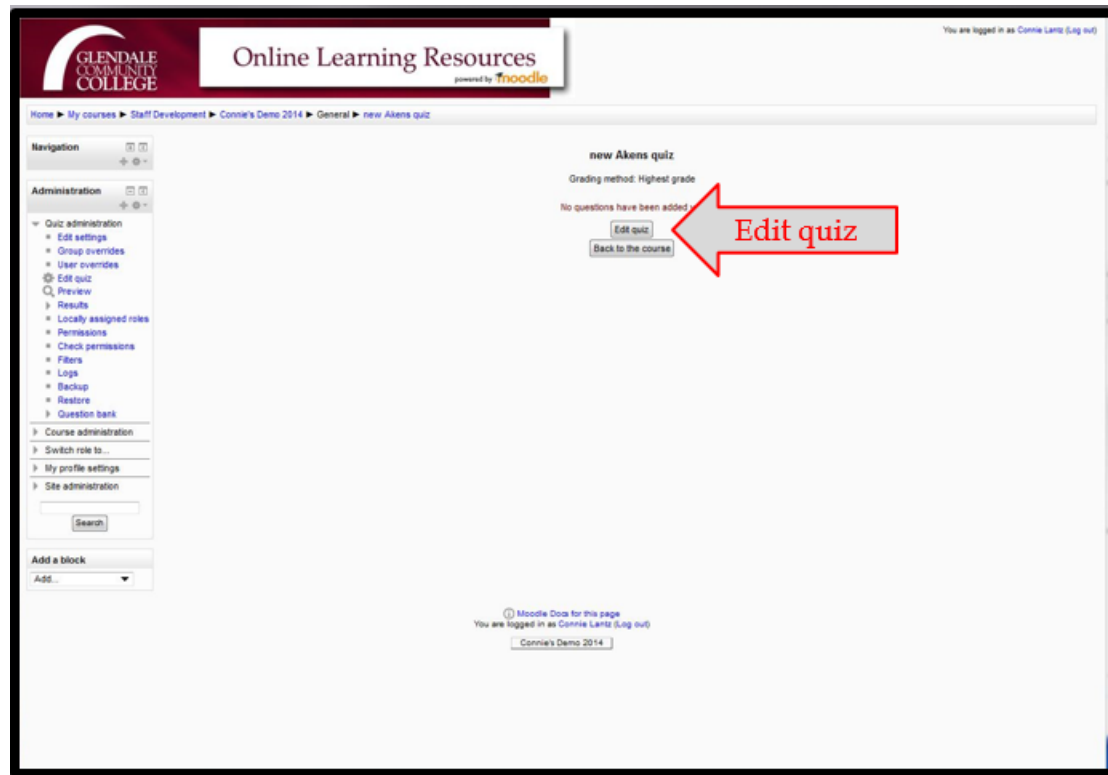 You are logged in as Connie Lantz (Log out)
GLENDALE
COMMUNITY
COLLEGE
Online Learning Resources
powered by moodle
Home ► My courses ► Staff Development ► Connie's Demo 2014 ► General ► new Akens quiz
Navigation
Administration
Quiz administration
Edit settings
Group overrides
User overrides
Edit quiz
Preview
Results
Locally assigned roles
Permissions
Check permissions
Filters
Logs
Backup
Restore
Question bank
Course administration
Switch role to...
My profile settings
Site administration
Search
Add a block
Add...
new Akens quiz
Grading method: Highest grade
No questions have been added
Edit quiz
Back to the course
Edit quiz
Moodle Docs for this page
You are logged in as Connie Lantz (Log out)
Connie's Demo 2014